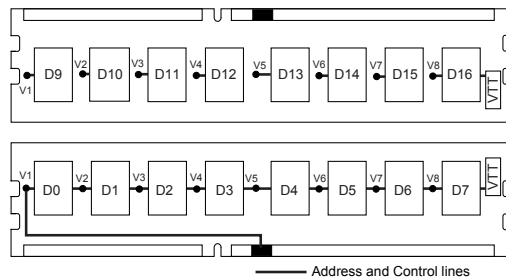 V1 D9 V2 D10 V3 D11 V4 D12 V5 D13 V6 D14 V7 D15 V8 D16 VTT
V1 D0 V2 D1 V3 D2 V4 D3 V5 D4 V6 D5 V7 D6 V8 D7 VTT
Address and Control lines